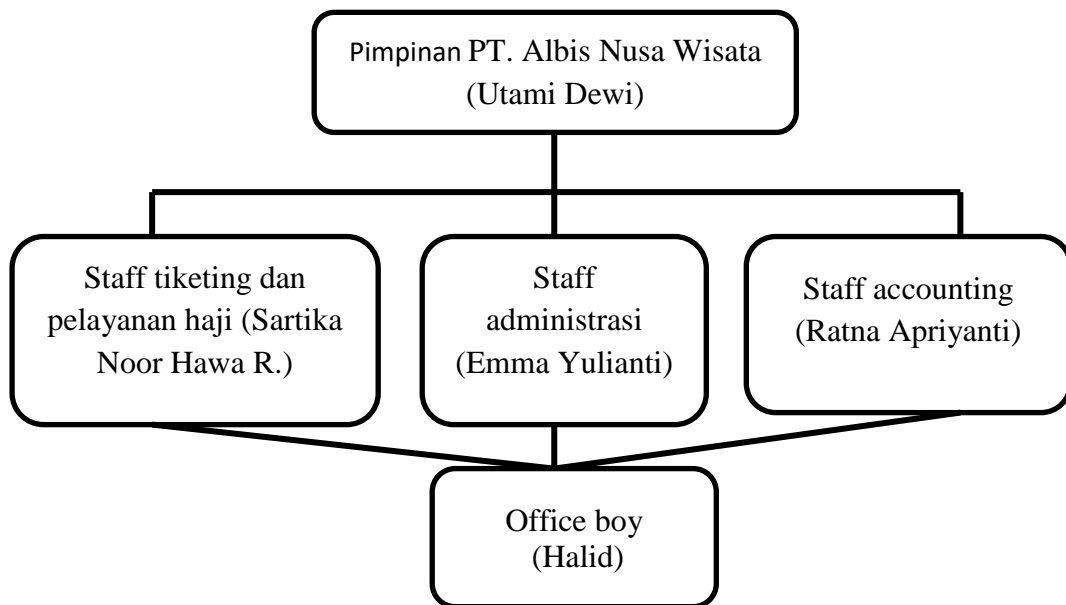 Pimpinan PT. Albis Nusa Wisata
(Utami Dewi)
Staff tiketing dan
pelayanan haji (Sartika
Noor Hawa R.)
Staff
administrasi
(Emma Yulianti)
Staff accounting
(Ratna Apriyanti)
Office boy
(Halid)